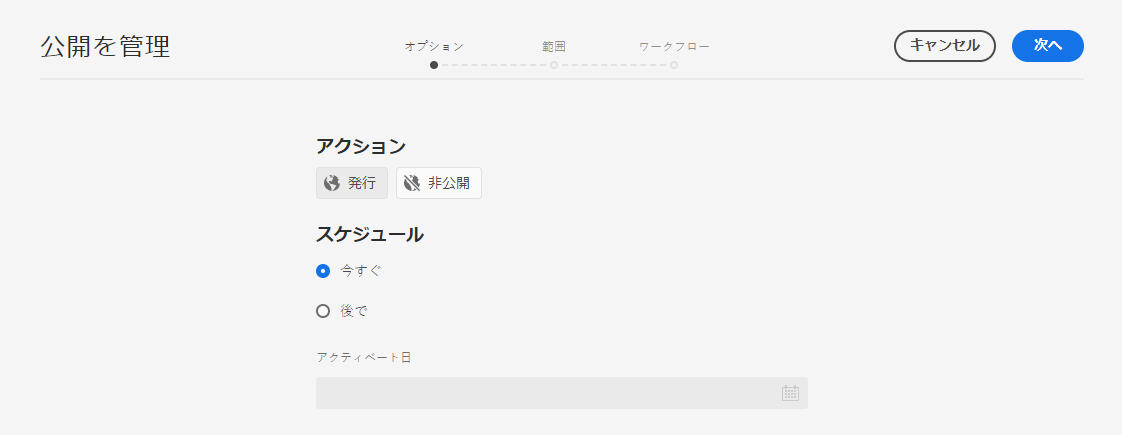 公開を管理
オプション
範囲
ワークフロー
キャンセル
次へ
アクション
発行
非公開
スケジュール
今すぐ
後で
アクティベート日